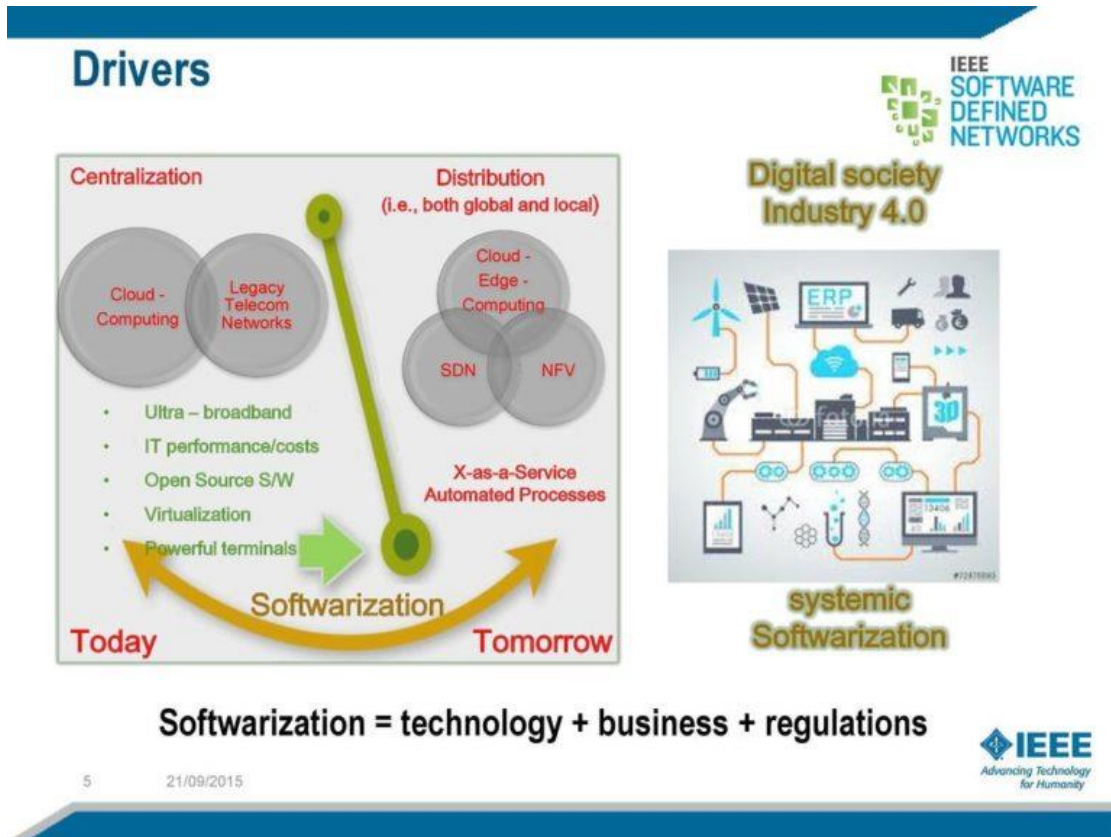 Drivers
IEEE
SOFTWARE
DEFINED
NETWORKS
Centralization
Distribution
(i.e., both global and local)
Cloud -
Computing
Legacy
Telecom
Networks
Cloud -
Edge -
Computing
SDN
NFV
• Ultra – broadband
• IT performance/costs
• Open Source S/W
• Virtualization
• Powerful terminals
X-as-a-Service
Automated Processes
Softwarization
Today
Tomorrow
Digital society
Industry 4.0
ERP
3D
13406
systemic
Softwarization
Softwarization = technology + business + regulations
IEEE
Advancing Technology
for Humanity
5
21/09/2015